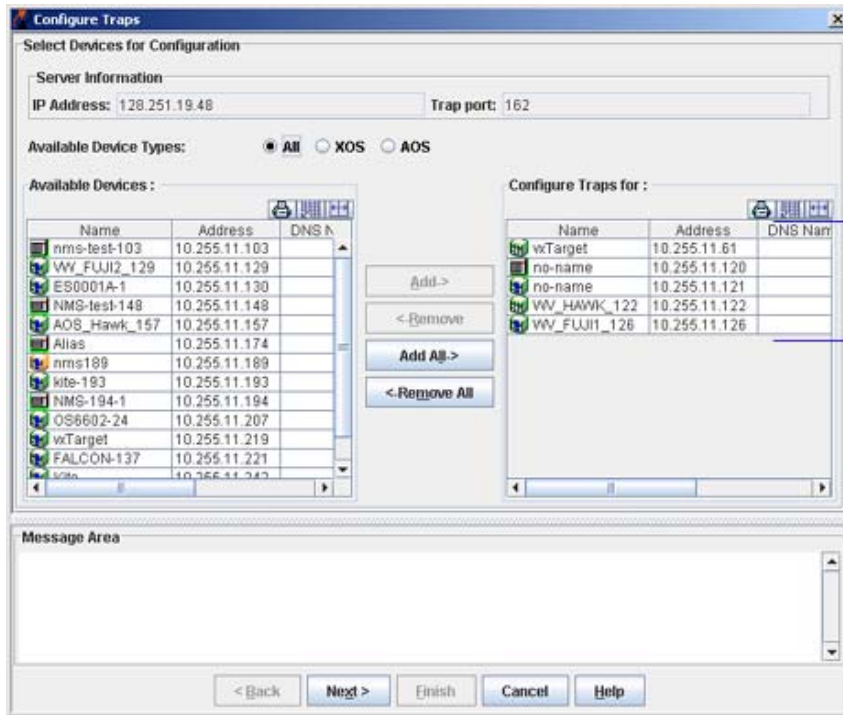 Configure Traps
Select Devices for Configuration
Server Information
IP Address: 128.251.19.48 Trap port: 162
Available Device Types: All XOS AOS
Available Devices : Configure Traps for :
Name Address DNS N
nms-test-103 10.255.11.103
VW_FUJI2_129 10.255.11.129
ES0001A-1 10.255.11.130
NMS-test-148 10.255.11.148
AOS_Hawk_157 10.255.11.157
Alias 10.255.11.174
nms189 10.255.11.189
kite-193 10.255.11.193
NMS-194-1 10.255.11.194
OS6602-24 10.255.11.207
vxTarget 10.255.11.219
FALCON-137 10.255.11.221
Kite 10.255.11.242
Add->
<-Remove
Add All->
<-Remove All
Name Address DNS Nam
vxTarget 10.255.11.61
no-name 10.255.11.120
no-name 10.255.11.121
WV_HAWK_122 10.255.11.122
WV_FUJI1_126 10.255.11.126
Message Area
< Back Next > Finish Cancel Help